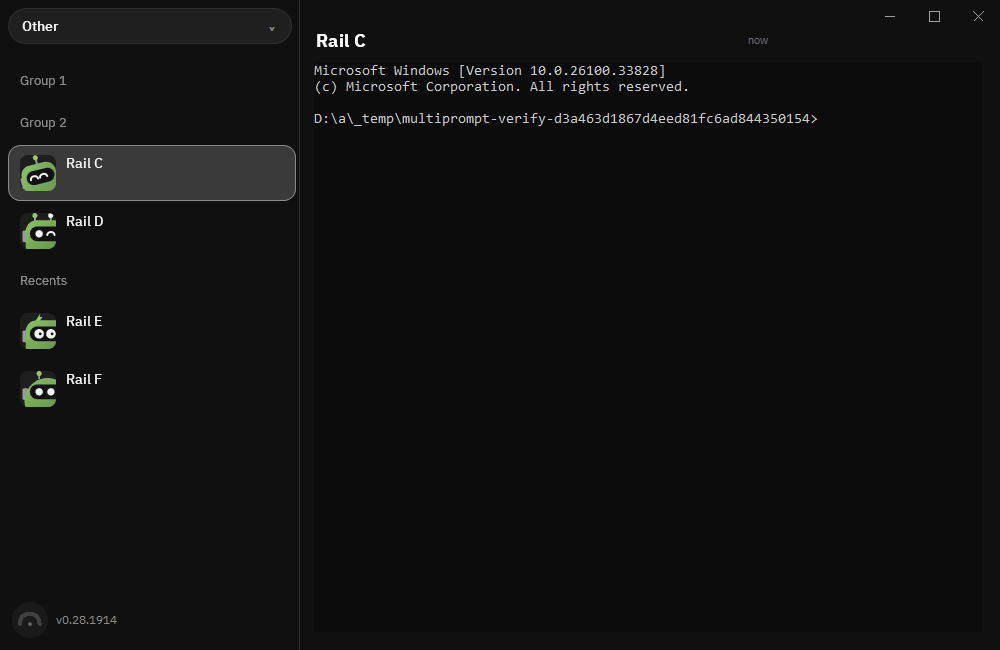 Other
Group 1
Group 2
Rail C
Rail D
Recents
Rail E
Rail F
v0.28.1914
Rail C
now
Microsoft Windows [Version 10.0.26100.33828]
(c) Microsoft Corporation. All rights reserved.
D:\a\_temp\multiprompt-verify-d3a463d1867d4eed81fc6ad844350154>